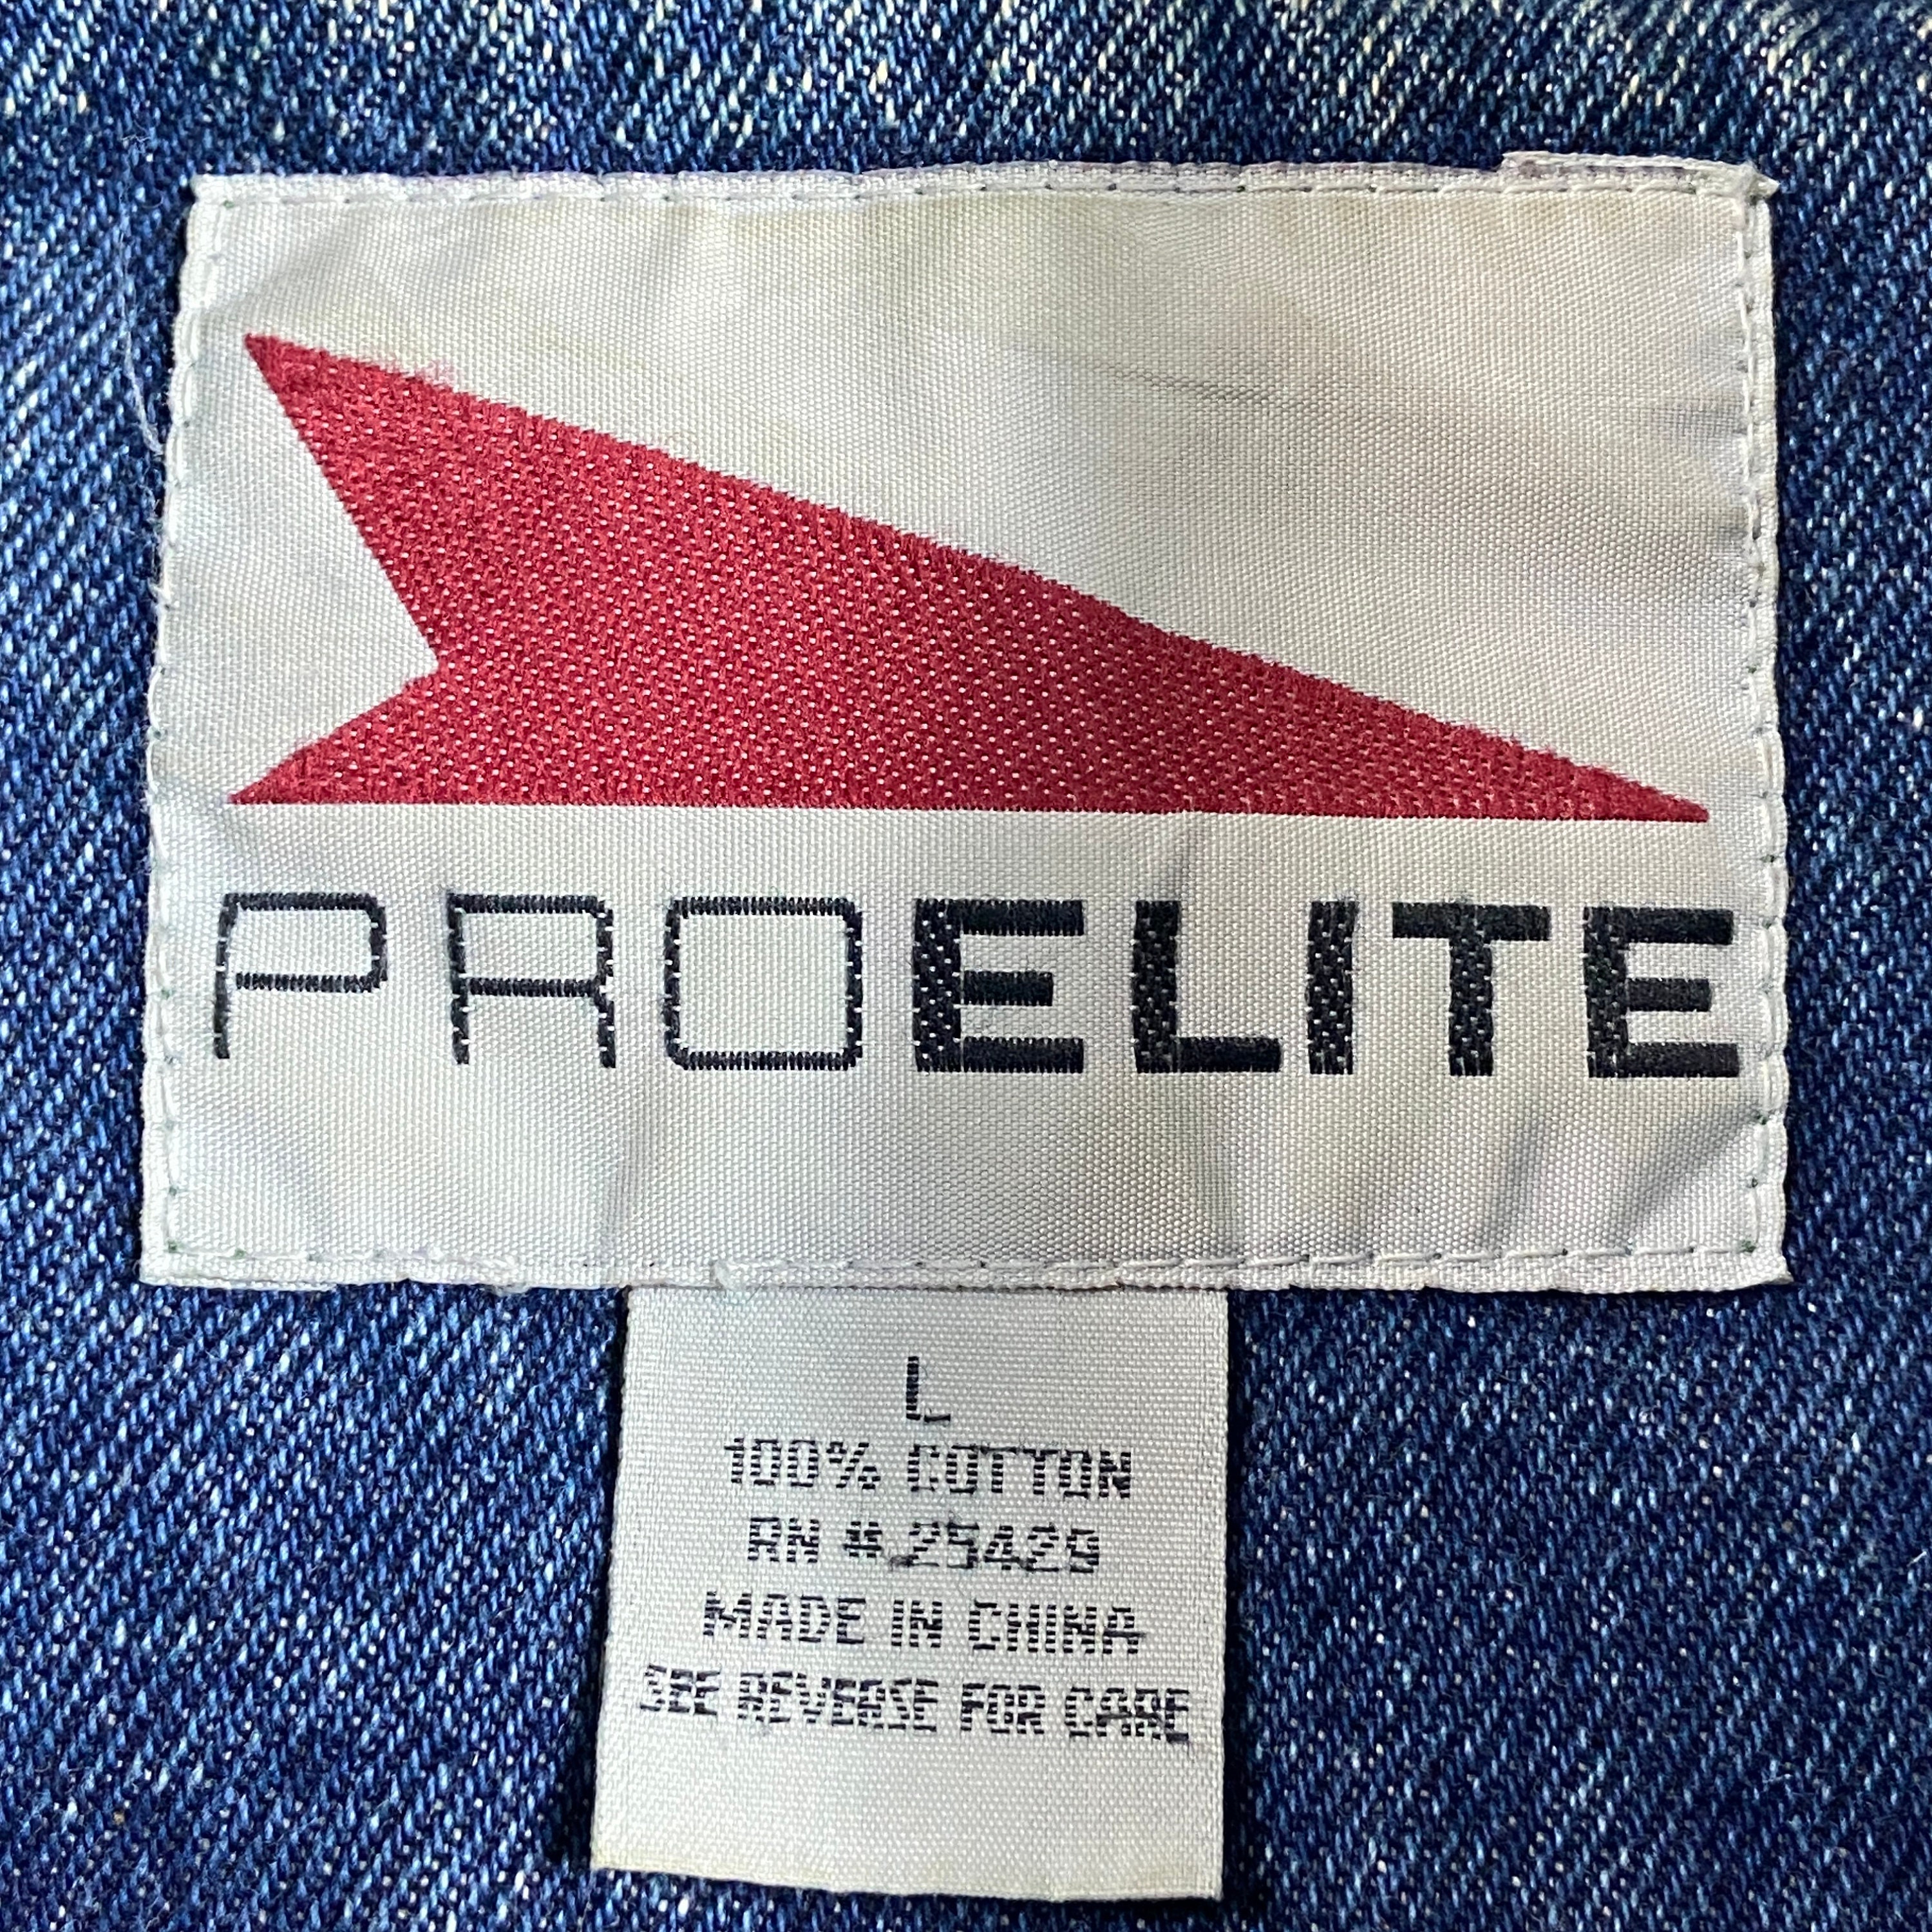 PROELITE
L
100% COTTON
RN # 25429
MADE IN CHINA
SEE REVERSE FOR CARE